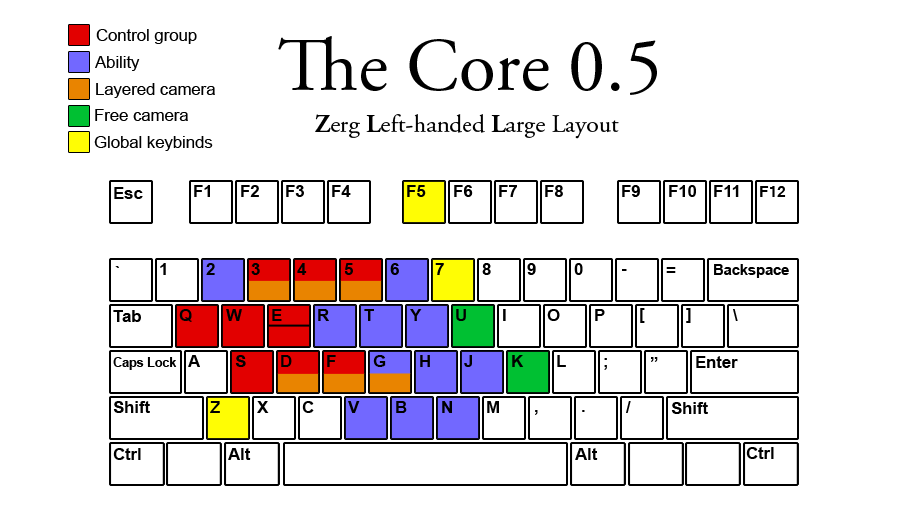 Control group
Ability
Layered camera
Free camera
Global keybinds
The Core 0.5
Zerg Left-handed Large Layout
Esc F1 F2 F3 F4 F5 F6 F7 F8 F9 F10 F11 F12
` 1 2 3 4 5 6 7 8 9 0 - = Backspace
Tab Q W E R T Y U I O P [ ] \
Caps Lock A S D F G H J K L ; ” Enter
Shift Z X C V B N M , . / Shift
Ctrl Alt Alt Ctrl